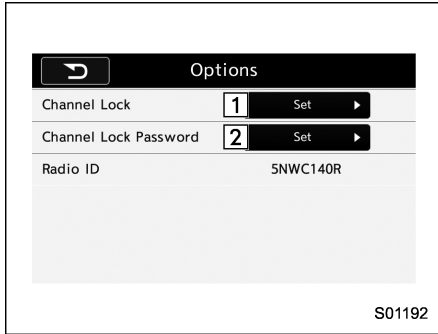 Options
Channel Lock 1 Set
Channel Lock Password 2 Set
Radio ID 5NWC140R
S01192